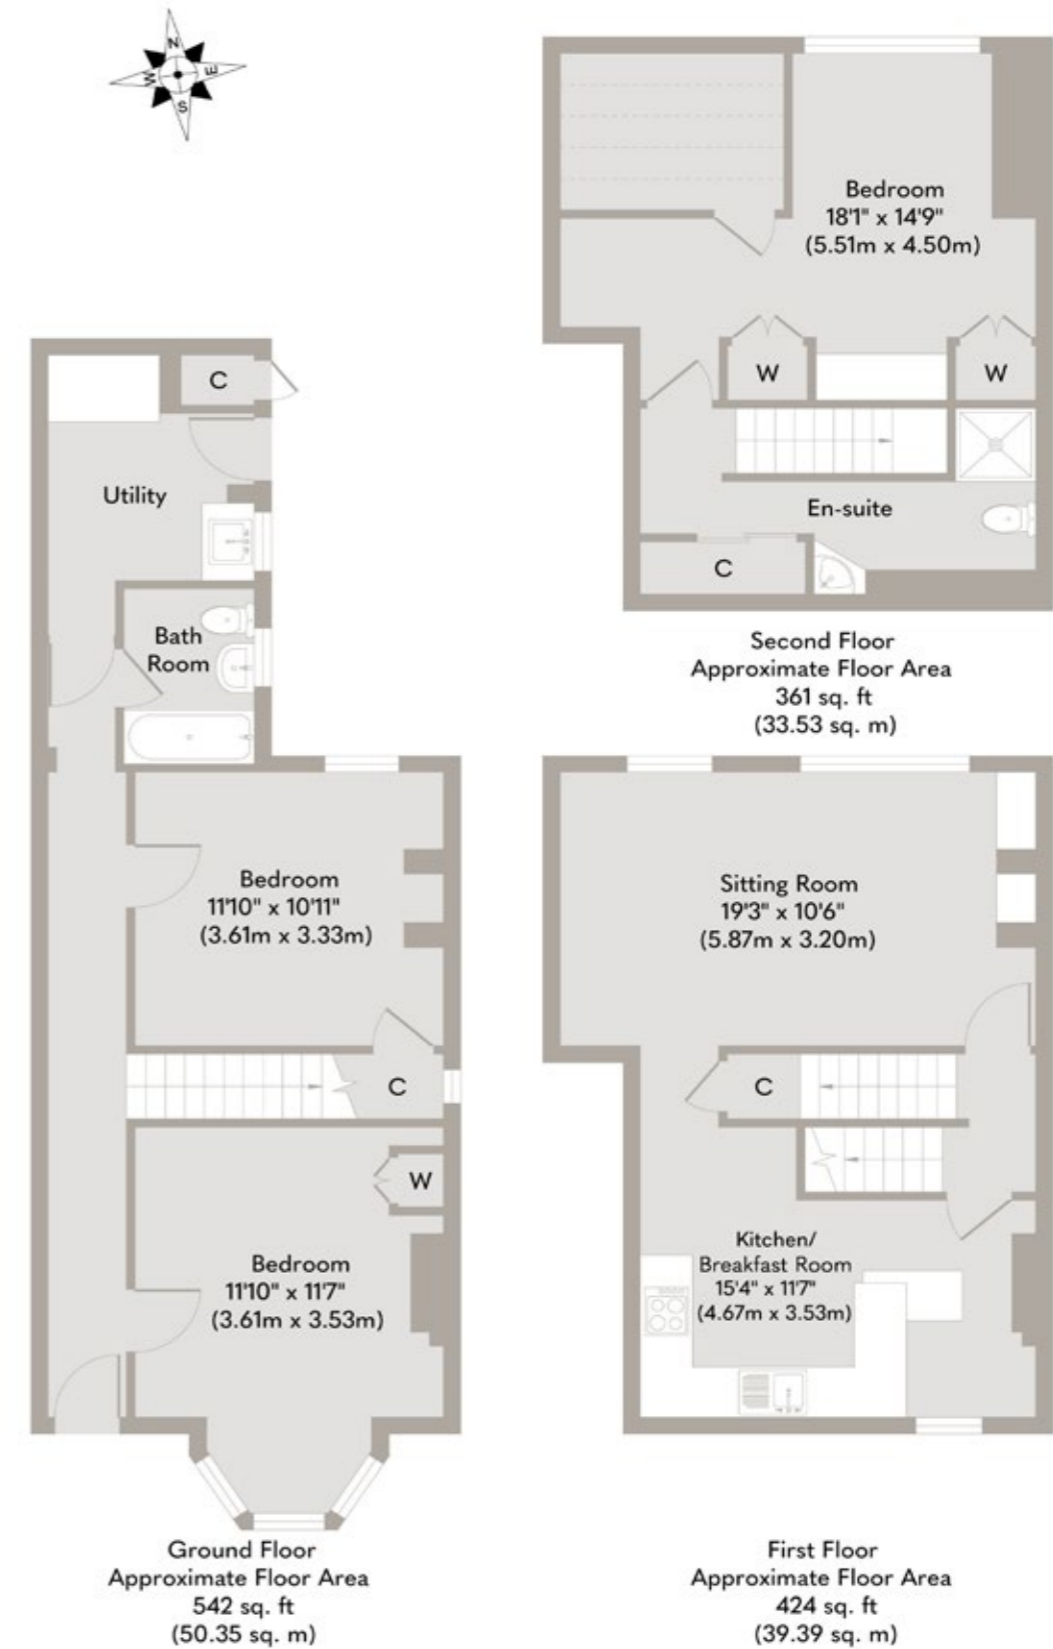 N
W
E
S
Bedroom
18'1" x 14'9"
(5.51m x 4.50m)
W
W
En-suite
C
Second Floor
Approximate Floor Area
361 sq. ft
(33.53 sq. m)
C
Utility
Bath
Room
Bedroom
11'10" x 10'11"
(3.61m x 3.33m)
C
W
Bedroom
11'10" x 11'7"
(3.61m x 3.53m)
Ground Floor
Approximate Floor Area
542 sq. ft
(50.35 sq. m)
Sitting Room
19'3" x 10'6"
(5.87m x 3.20m)
C
Kitchen/
Breakfast Room
15'4" x 11'7"
(4.67m x 3.53m)
First Floor
Approximate Floor Area
424 sq. ft
(39.39 sq. m)